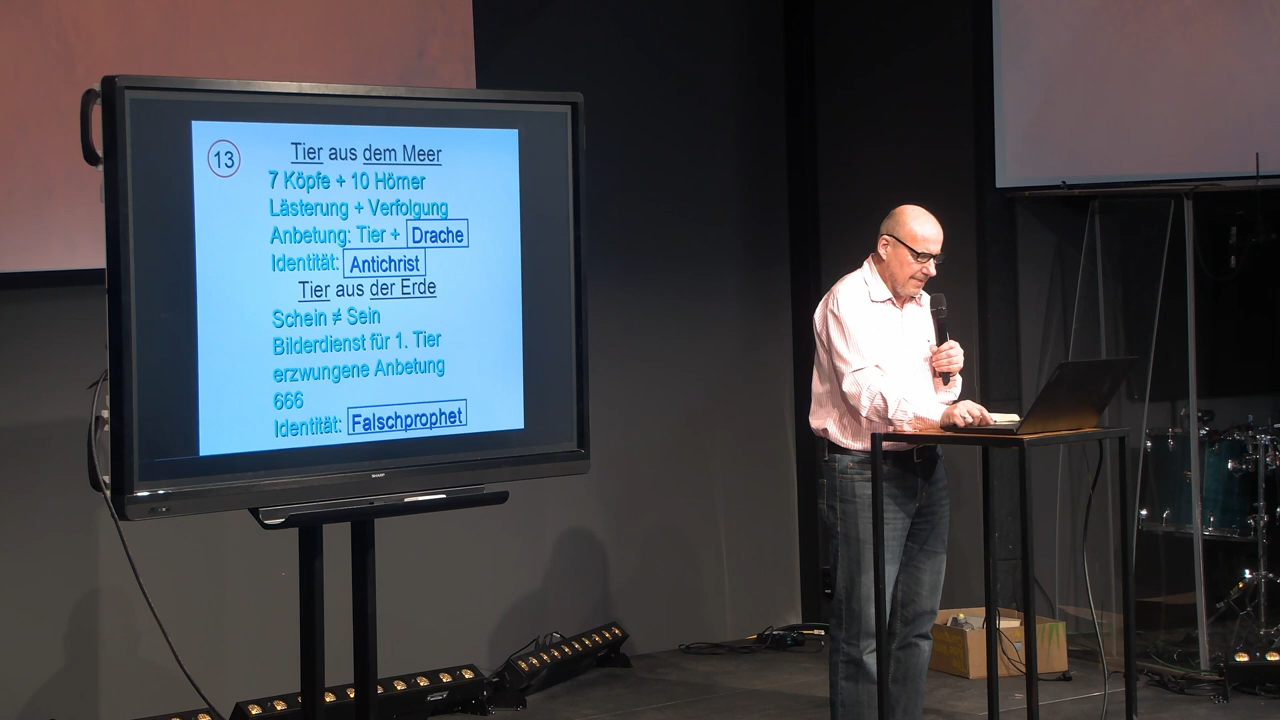 13
Tier aus dem Meer
7 Köpfe + 10 Hörner
Lästerung + Verfolgung
Anbetung: Tier + Drache
Identität: Antichrist
Tier aus der Erde
Schein ≠ Sein
Bilderdienst für 1. Tier
erzwungene Anbetung
666
Identität: Falschprophet
SHARP